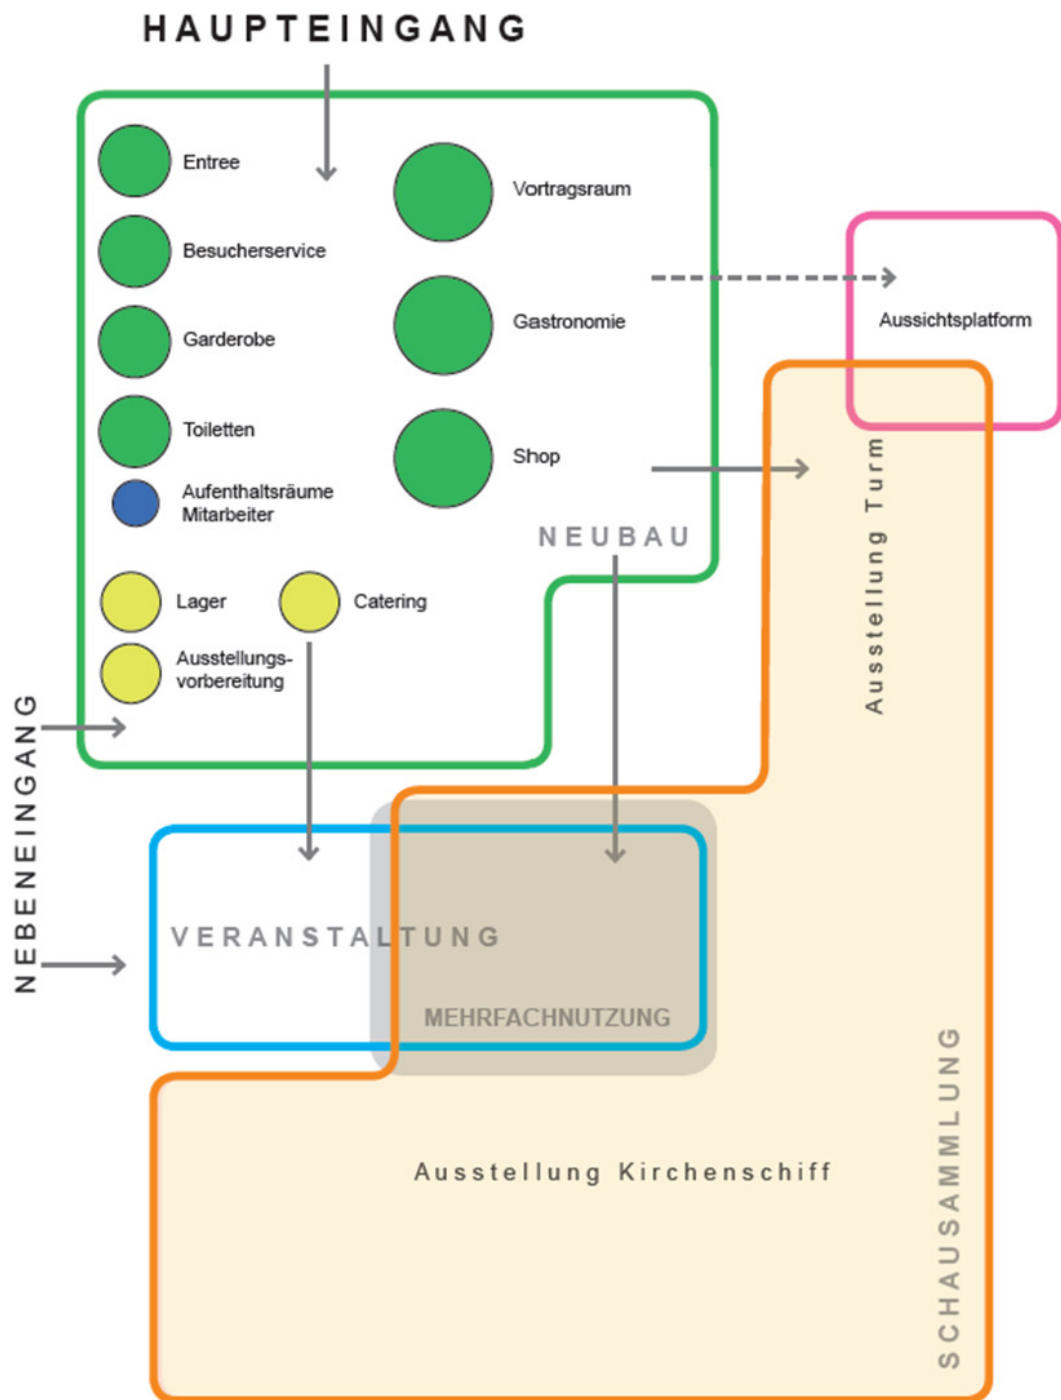 HAUPTEINGANG
Entree
Besucherservice
Garderobe
Toiletten
Aufenthaltsräume
Mitarbeiter
Vortragsraum
Gastronomie
Shop
NEUBAU
Lager
Catering
Ausstellungs-
vorbereitung
Aussichtsplatform
Ausstellung Turm
NEBENEINGANG
VERANSTALTUNG
MEHRFACHNUTZUNG
Ausstellung Kirchenschiff
SCHAUSAMMLUNG